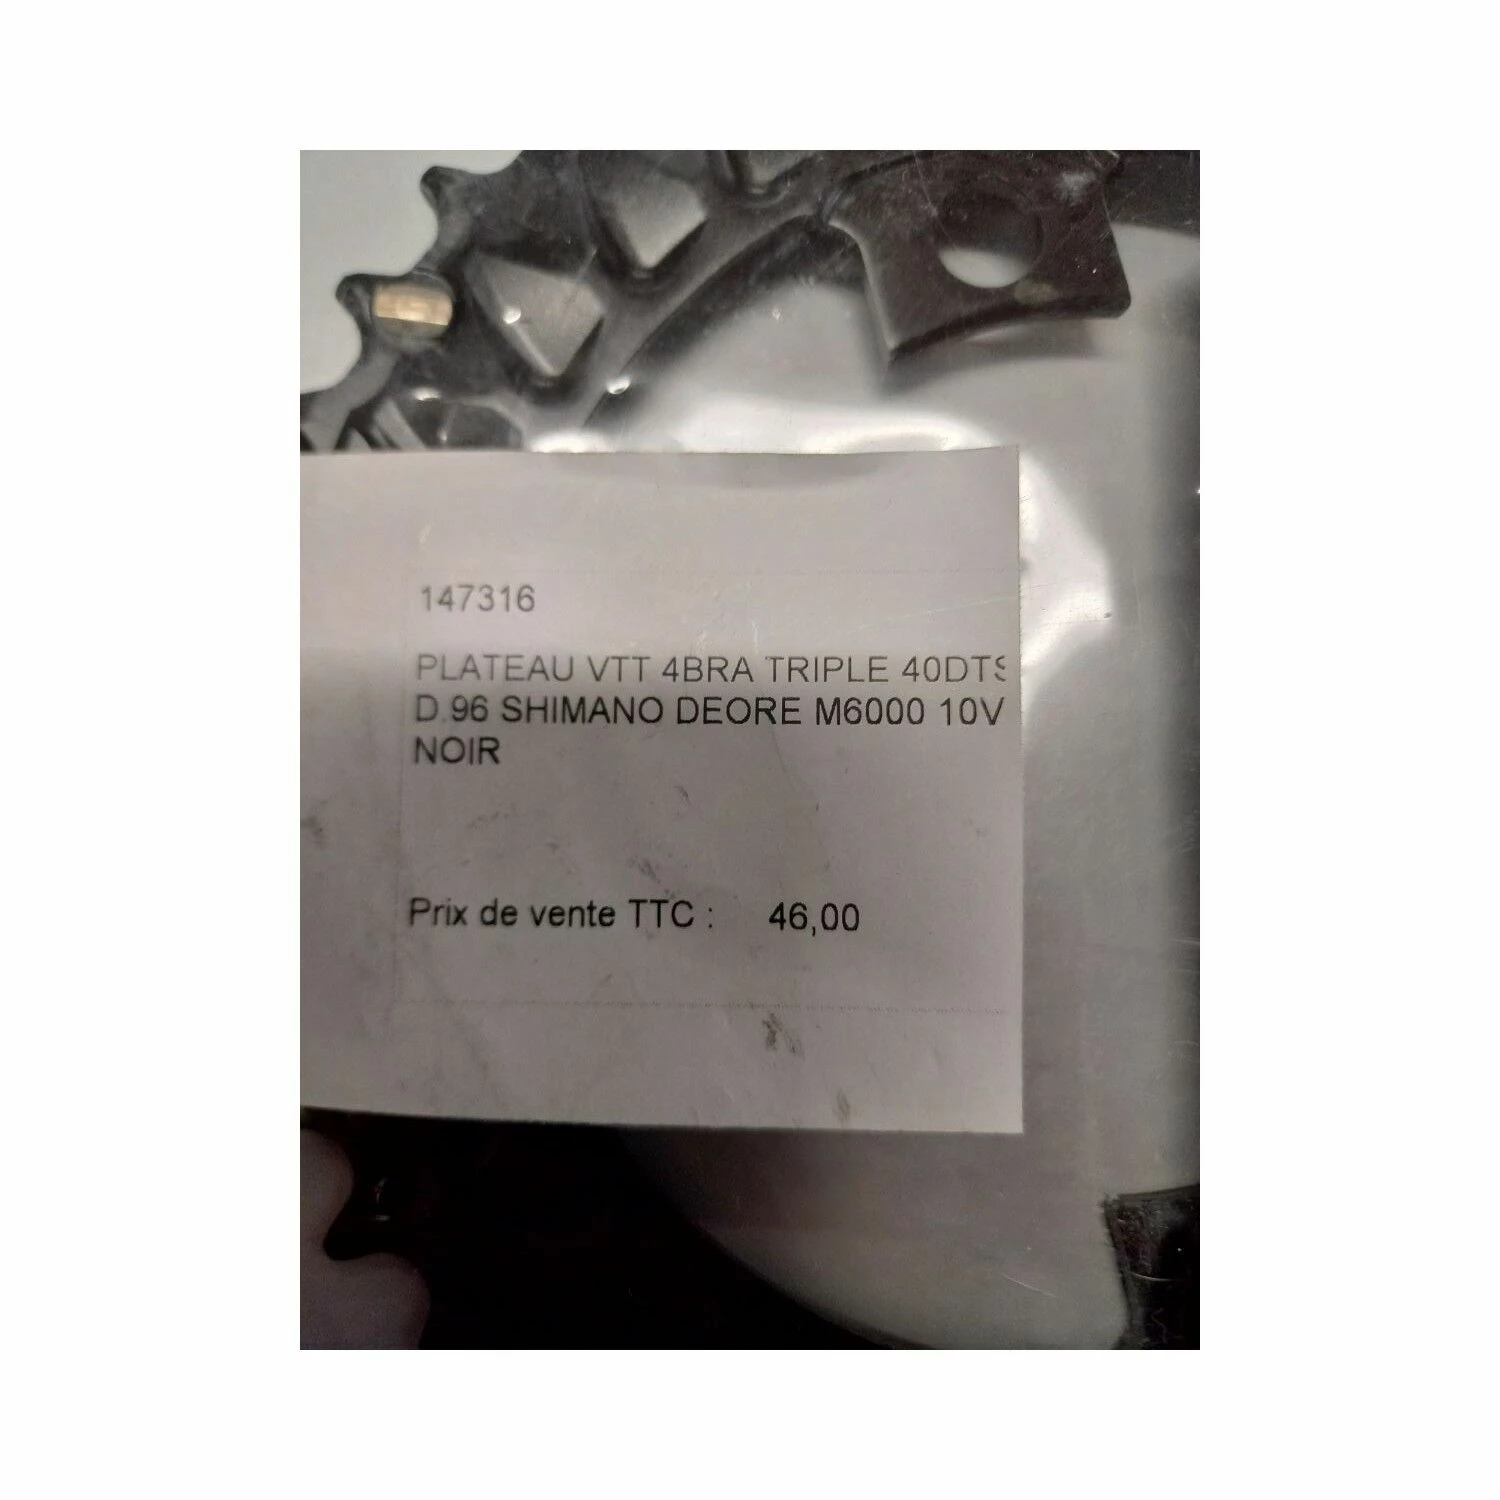 147316
PLATEAU VTT 4BRA TRIPLE 40DTS
D.96 SHIMANO DEORE M6000 10V
NOIR
Prix de vente TTC : 46,00